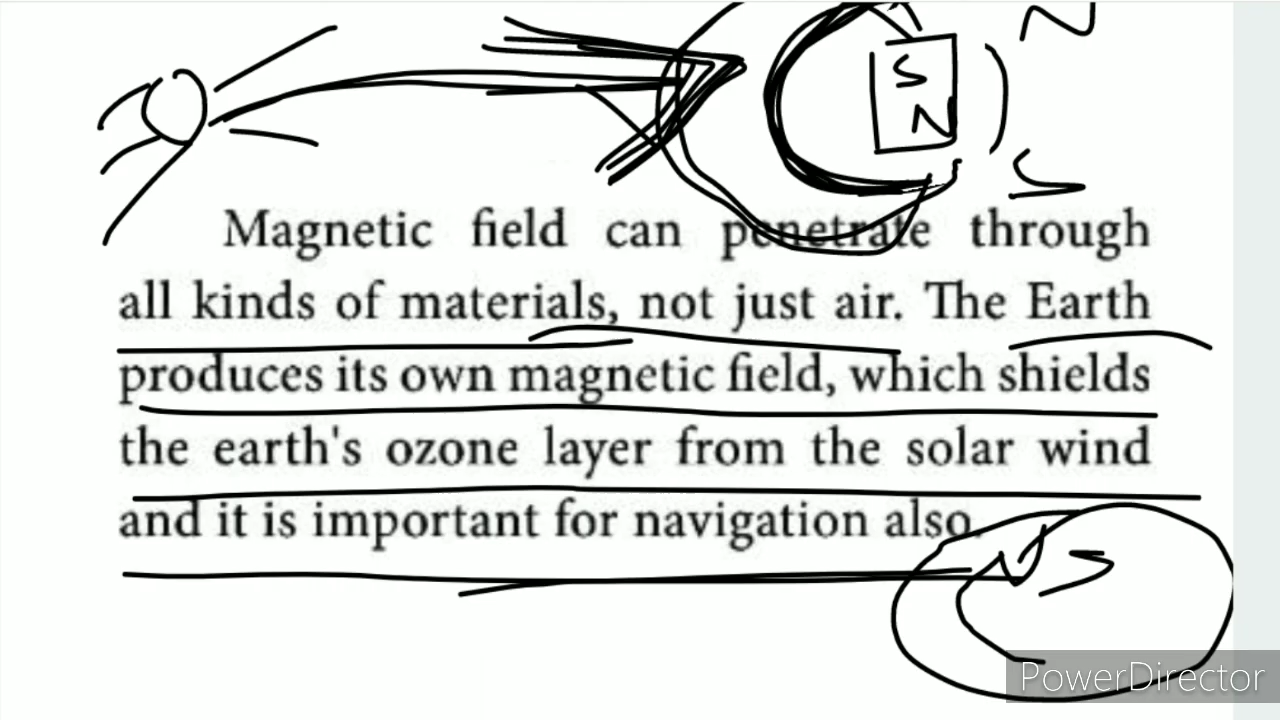 N
S
N
S
Magnetic field can penetrate through
all kinds of materials, not just air. The Earth
produces its own magnetic field, which shields
the earth's ozone layer from the solar wind
and it is important for navigation also.
N S
PowerDirector